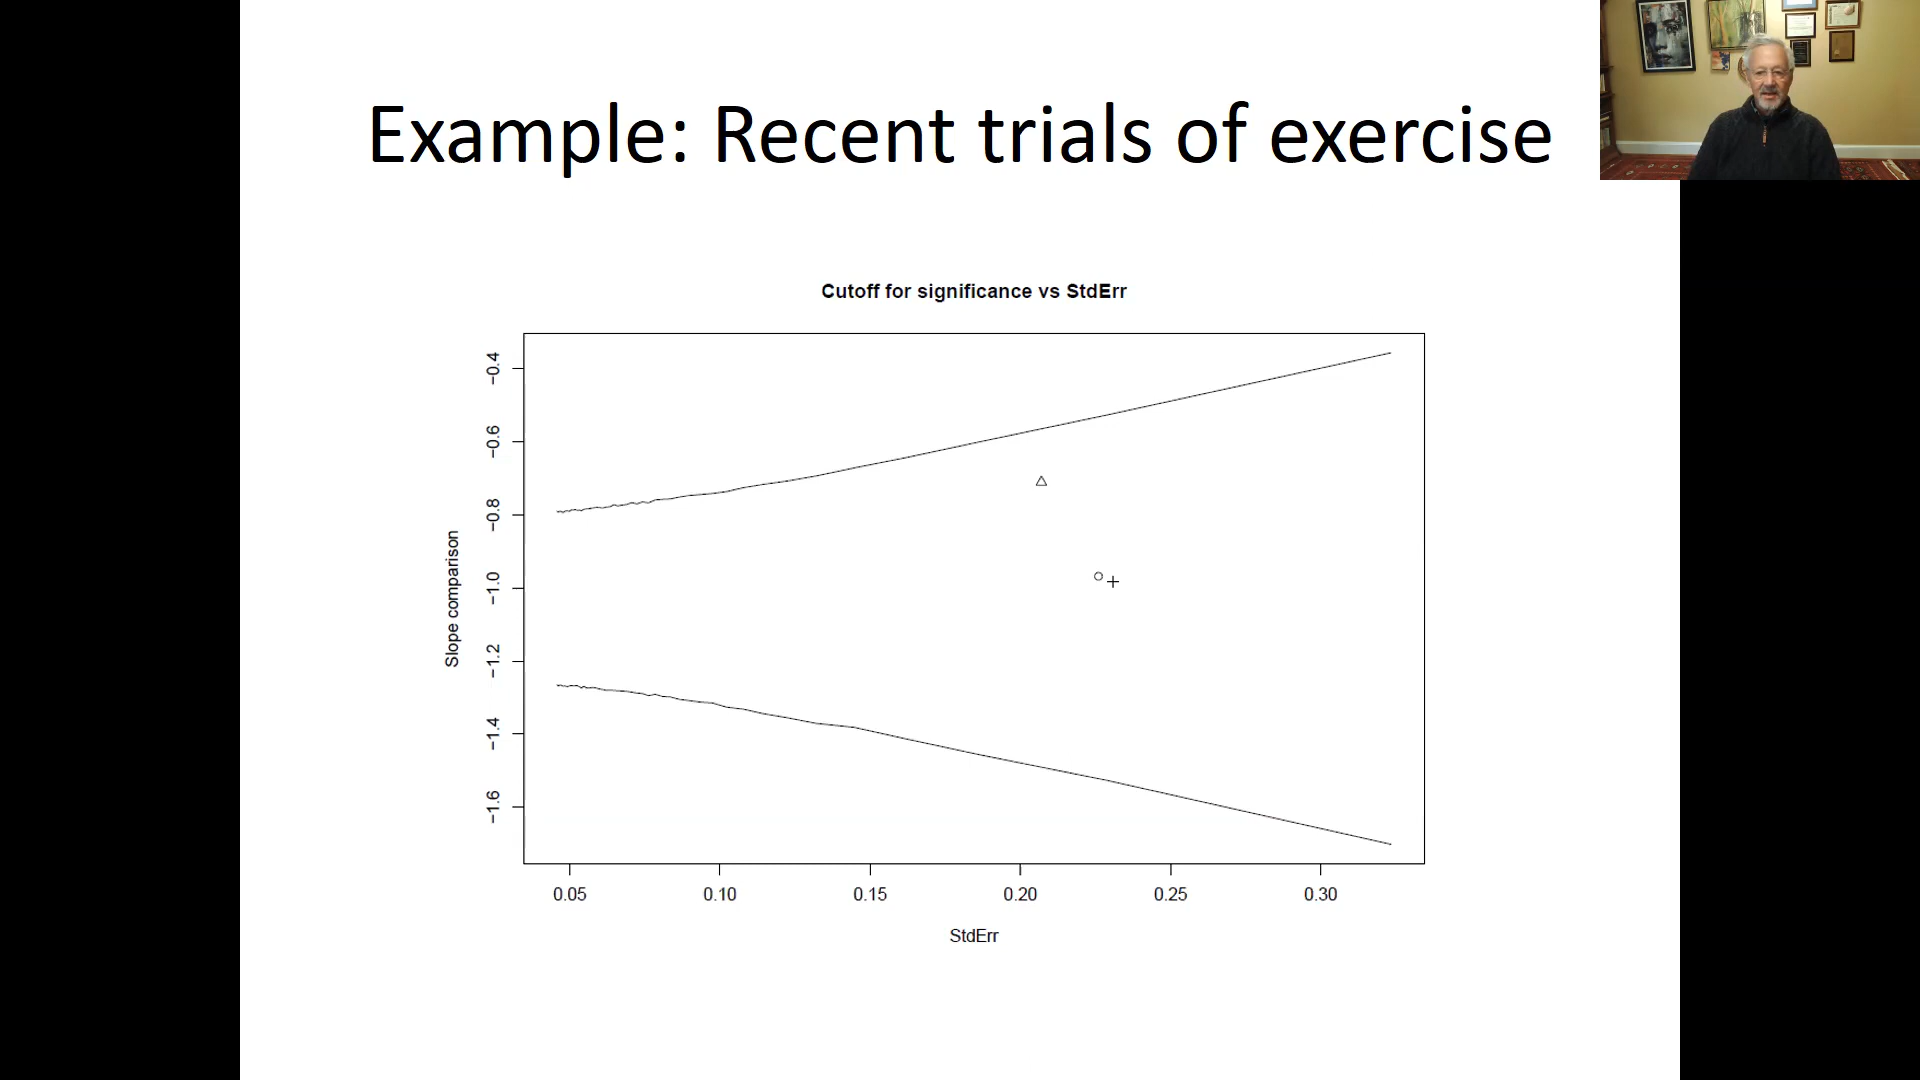 Example: Recent trials of exercise
Cutoff for significance vs StdErr
Slope comparison
−0.4
−0.6
−0.8
−1.0
−1.2
−1.4
−1.6
0.05 0.10 0.15 0.20 0.25 0.30
StdErr